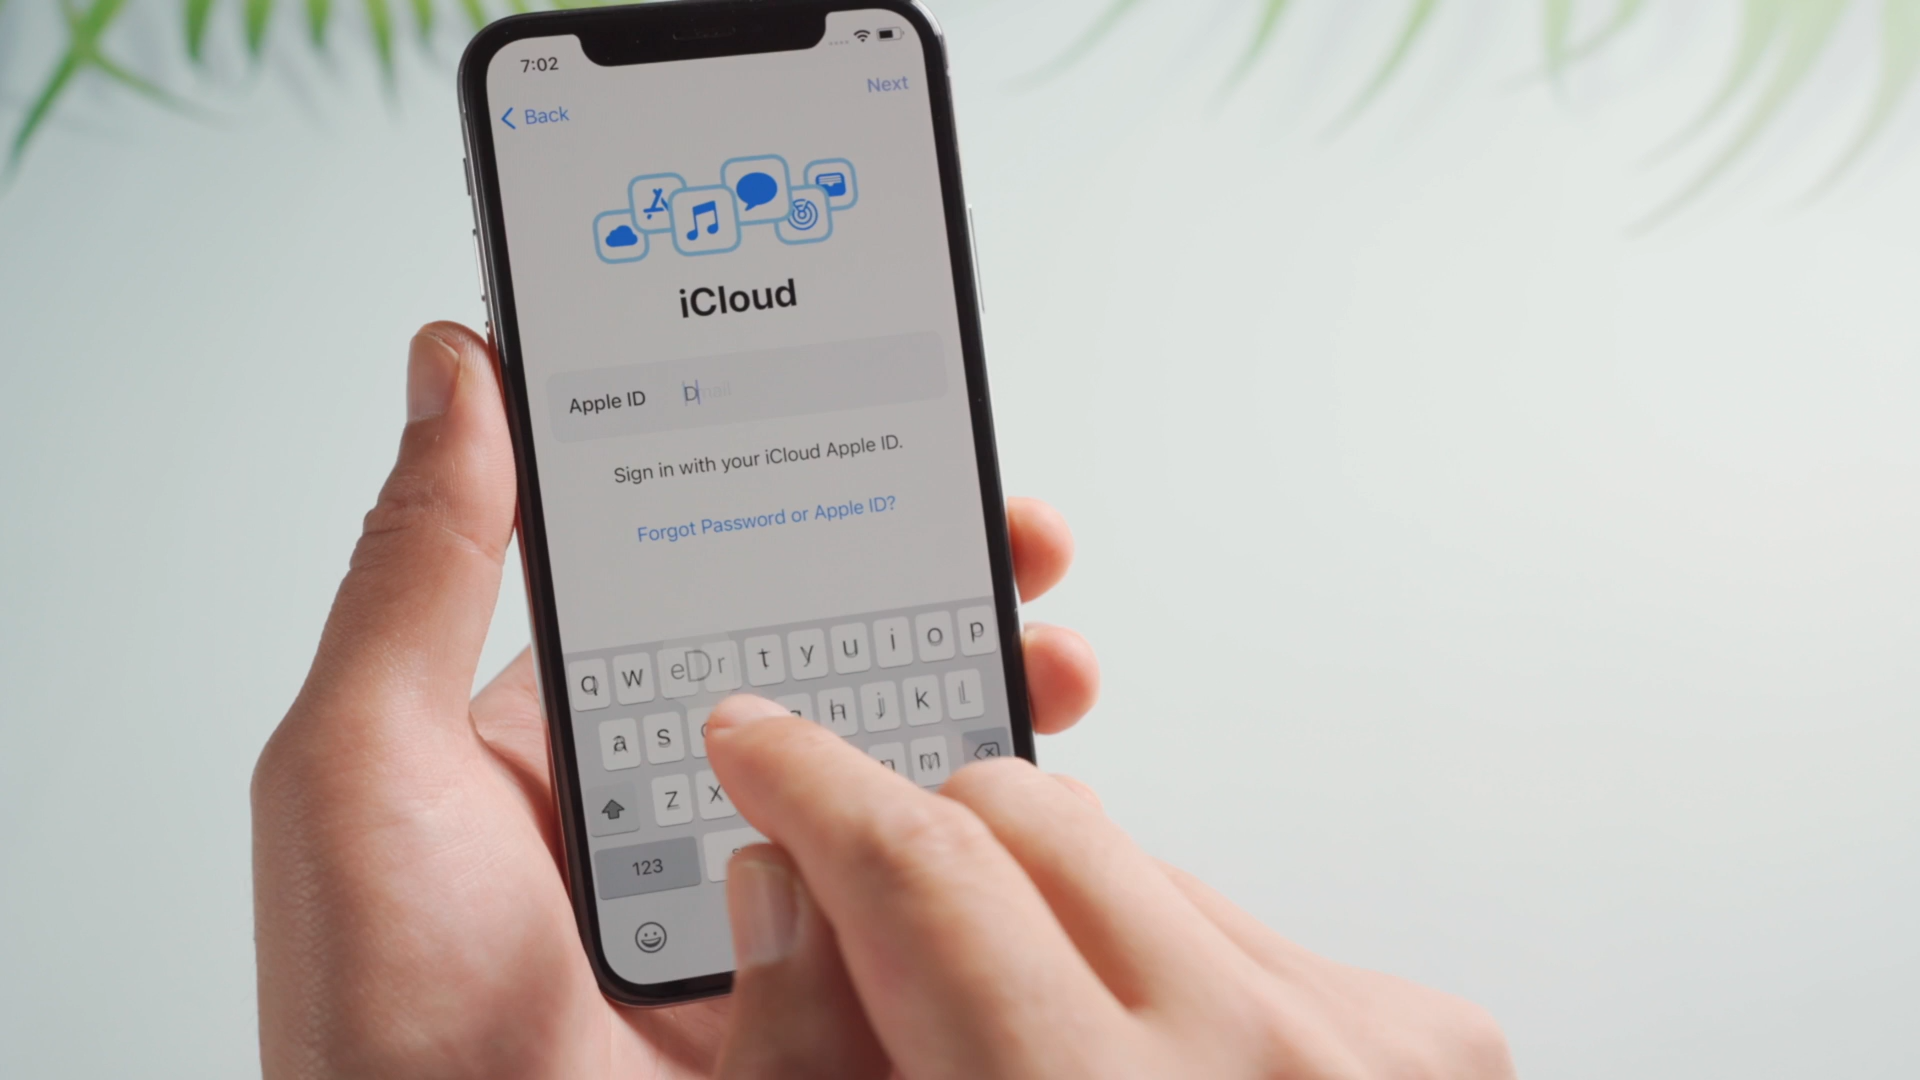 7:02
Back
Next
iCloud
Apple ID D
Sign in with your iCloud Apple ID.
Forgot Password or Apple ID?
q w e D r t y u i o p
a s h j k l
z x m
123